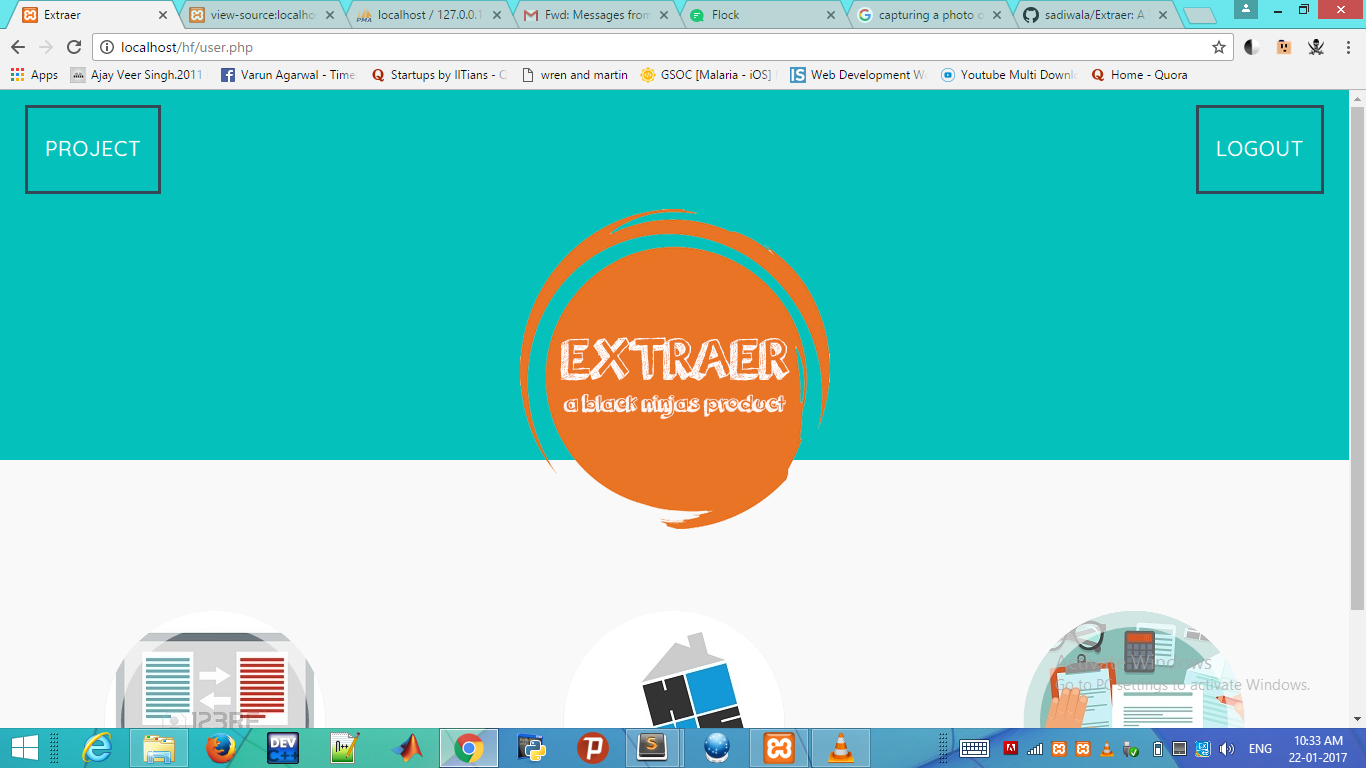 Extraer
view-source:localho
localhost / 127.0.0.1
Fwd: Messages from
Flock
capturing a photo o
sadiwala/Extraer: A
localhost/hf/user.php
Apps
Ajay Veer Singh.2011
Varun Agarwal - Time
Startups by IITians - Q
wren and martin
GSOC [Malaria - iOS]
Web Development W
Youtube Multi Downl
Home - Quora
PROJECT
LOGOUT
EXTRAER
a black ninjas product
123RF
Activate Windows
Go to PC settings to activate Windows.
DEV
C++
ENG
10:33 AM
22-01-2017